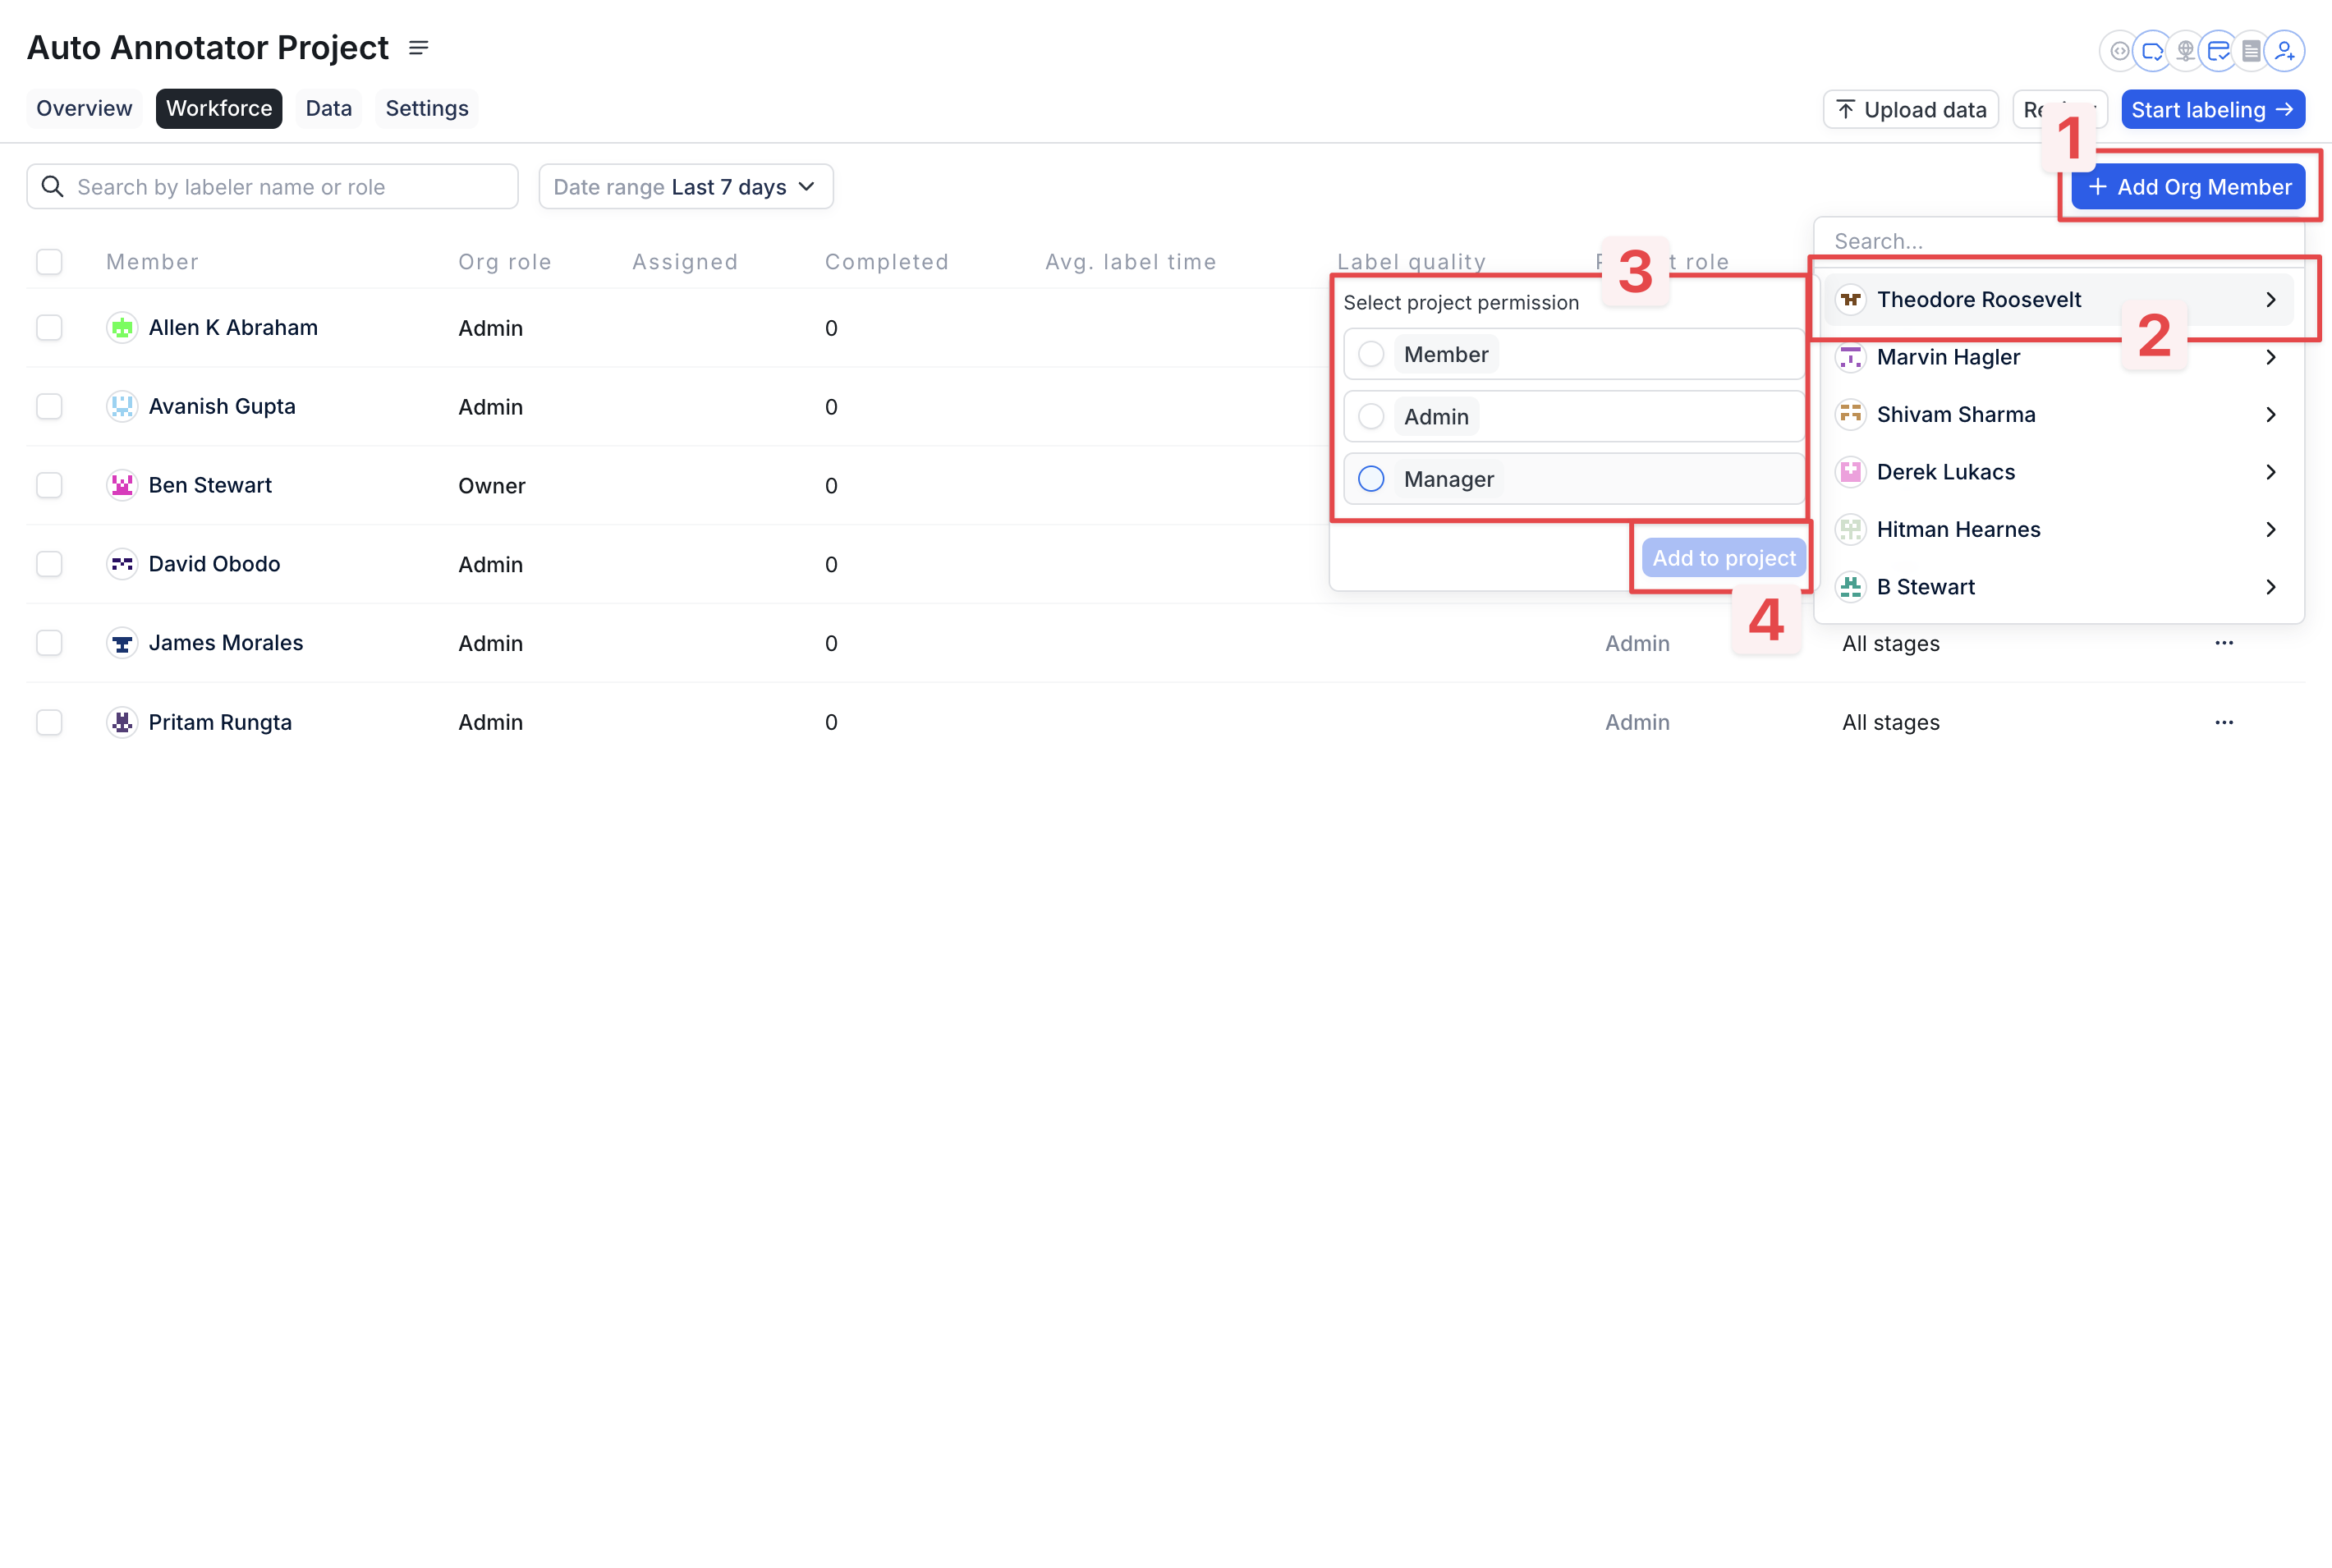 Auto Annotator Project
Overview Workforce Data Settings
Upload data Start labeling
1
Search by labeler name or role Date range Last 7 days Add Org Member
Search...
Member Org role Assigned Completed Avg. label time Label quality role
3
Select project permission
Theodore Roosevelt
2
Allen K Abraham Admin 0
Member
Marvin Hagler
Avanish Gupta Admin 0
Admin
Shivam Sharma
Ben Stewart Owner 0
Manager
Derek Lukacs
Hitman Hearnes
David Obodo Admin 0
Add to project
B Stewart
4
James Morales Admin 0 Admin All stages
Pritam Rungta Admin 0 Admin All stages